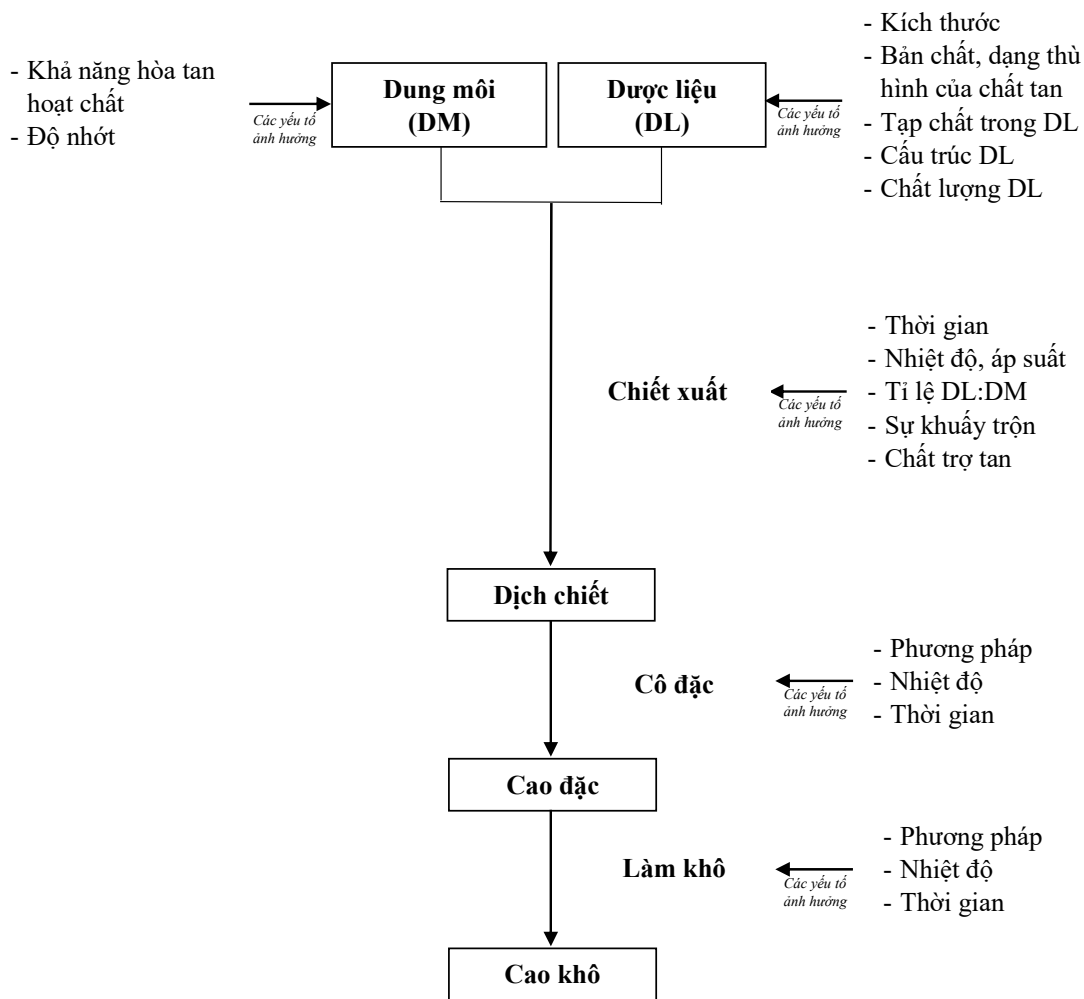 - Khả năng hòa tan
hoạt chất
- Độ nhớt
Các yếu tố
ảnh hưởng
Dung môi
(DM)
Dược liệu
(DL)
Các yếu tố
ảnh hưởng
- Kích thước
- Bản chất, dạng thù
hình của chất tan
- Tạp chất trong DL
- Cấu trúc DL
- Chất lượng DL
Chiết xuất
Các yếu tố
ảnh hưởng
- Thời gian
- Nhiệt độ, áp suất
- Tỉ lệ DL:DM
- Sự khuấy trộn
- Chất trợ tan
Dịch chiết
Cô đặc
Các yếu tố
ảnh hưởng
- Phương pháp
- Nhiệt độ
- Thời gian
Cao đặc
Làm khô
Các yếu tố
ảnh hưởng
- Phương pháp
- Nhiệt độ
- Thời gian
Cao khô